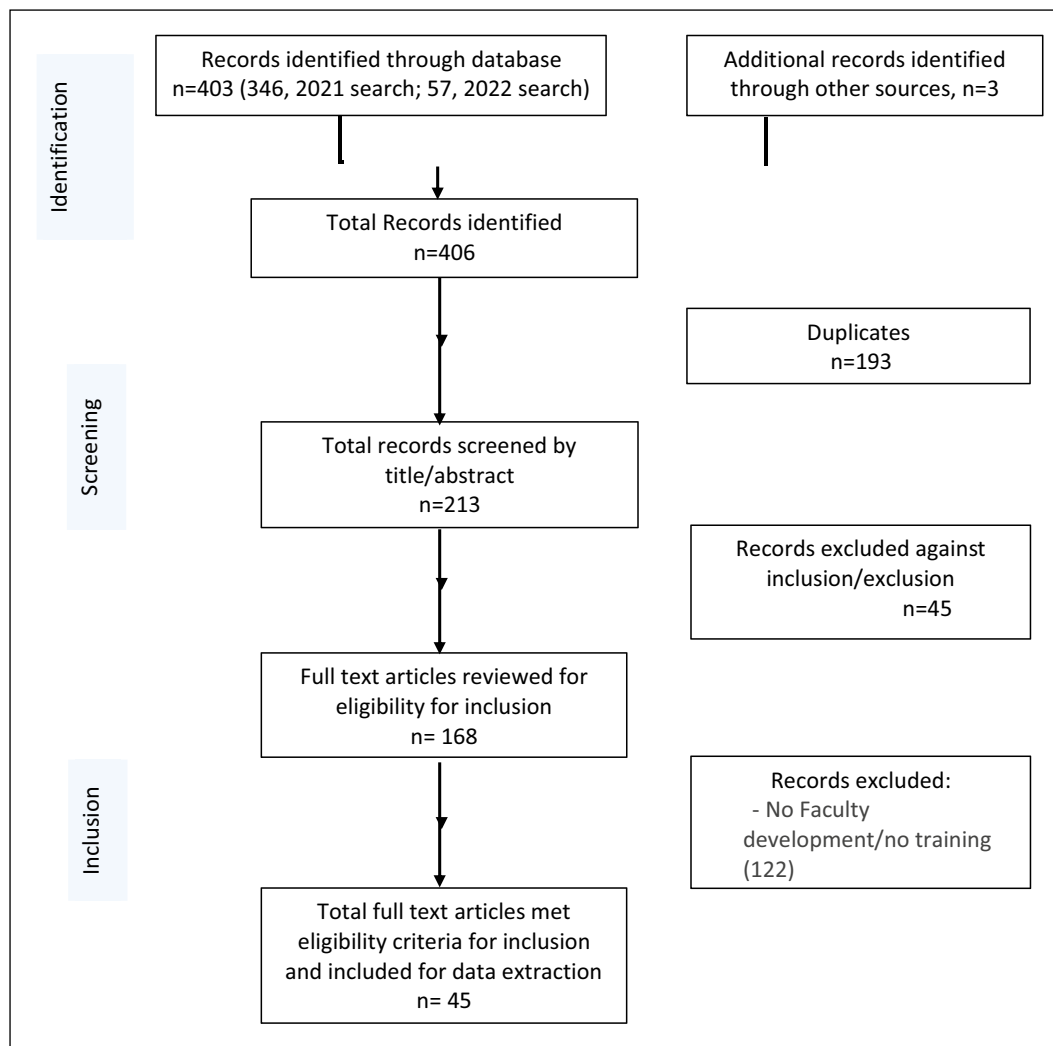 Identification
Records identified through database
n=403 (346, 2021 search; 57, 2022 search)
Additional records identified
through other sources, n=3
Total Records identified
n=406
Duplicates
n=193
Screening
Total records screened by
title/abstract
n=213
Records excluded against
inclusion/exclusion
n=45
Full text articles reviewed for
eligibility for inclusion
n= 168
Inclusion
Records excluded:
- No Faculty
development/no training
(122)
Total full text articles met
eligibility criteria for inclusion
and included for data extraction
n= 45